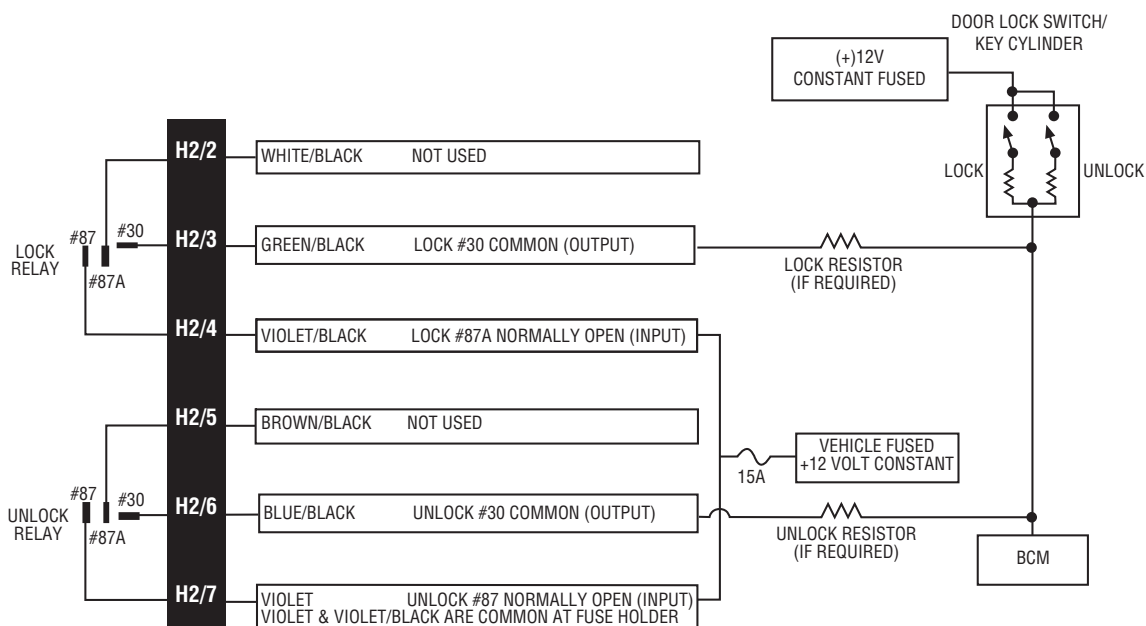 DOOR LOCK SWITCH/
KEY CYLINDER
(+)12V
CONSTANT FUSED
LOCK
UNLOCK
H2/2
WHITE/BLACK NOT USED
#87
#30
#87A
LOCK
RELAY
H2/3
GREEN/BLACK LOCK #30 COMMON (OUTPUT)
LOCK RESISTOR
(IF REQUIRED)
H2/4
VIOLET/BLACK LOCK #87A NORMALLY OPEN (INPUT)
H2/5
BROWN/BLACK NOT USED
15A
VEHICLE FUSED
+12 VOLT CONSTANT
#87
#30
#87A
UNLOCK
RELAY
H2/6
BLUE/BLACK UNLOCK #30 COMMON (OUTPUT)
UNLOCK RESISTOR
(IF REQUIRED)
BCM
H2/7
VIOLET UNLOCK #87 NORMALLY OPEN (INPUT)
VIOLET & VIOLET/BLACK ARE COMMON AT FUSE HOLDER